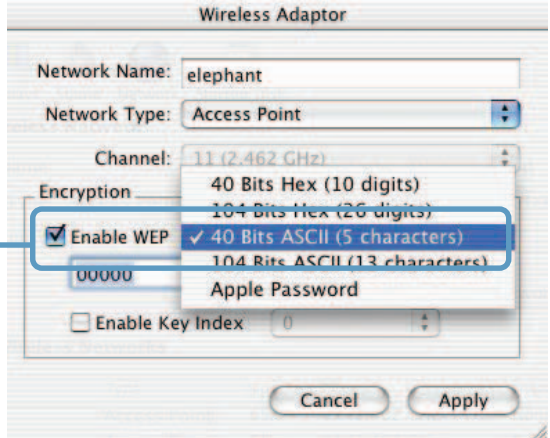 Wireless Adaptor
Network Name: elephant
Network Type: Access Point
Channel: 11 (2.462 GHz)
Encryption
40 Bits Hex (10 digits)
104 Bits Hex (26 digits)
Enable WEP ✓ 40 Bits ASCII (5 characters)
104 Bits ASCII (13 characters)
00000
Apple Password
Enable Key Index 0
Cancel Apply